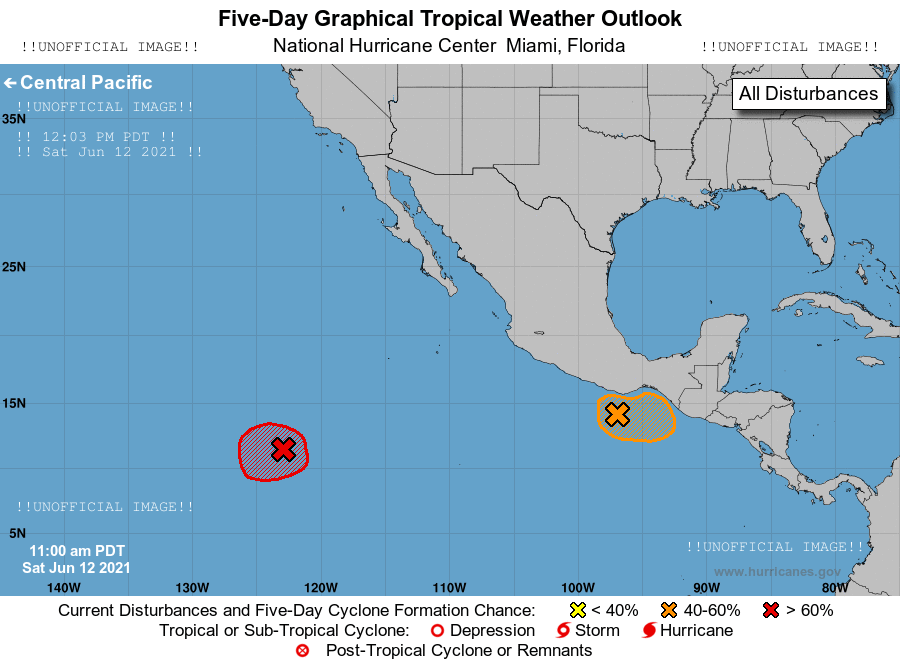 Five-Day Graphical Tropical Weather Outlook
!!UNOFFICIAL IMAGE!! National Hurricane Center Miami, Florida !!UNOFFICIAL IMAGE!!
← Central Pacific
All Disturbances
!!UNOFFICIAL IMAGE!!
35N
!! 12:03 PM PDT !!
!! Sat Jun 12 2021 !!
25N
15N
!!UNOFFICIAL IMAGE!!
5N
!!UNOFFICIAL IMAGE!!
11:00 am PDT
Sat Jun 12 2021
www.hurricanes.gov
140W 130W 120W 110W 100W 90W 80W
Current Disturbances and Five-Day Cyclone Formation Chance: < 40% 40-60% > 60%
Tropical or Sub-Tropical Cyclone: Depression Storm Hurricane
Post-Tropical Cyclone or Remnants